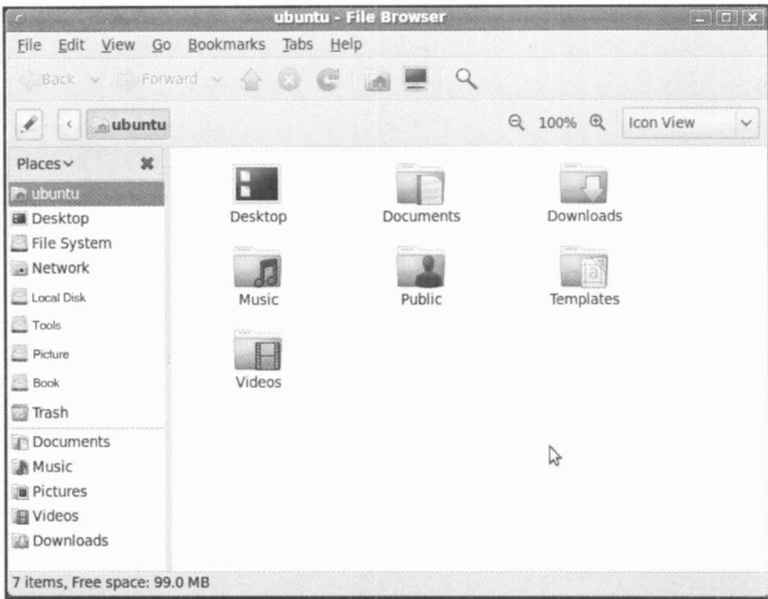 ubuntu - File Browser
File Edit View Go Bookmarks Tabs Help
Back Forward
ubuntu 100% Icon View
Places
ubuntu
Desktop
File System
Network
Local Disk
Tools
Picture
Book
Trash
Documents
Music
Pictures
Videos
Downloads
Desktop Documents Downloads
Music Public Templates
Videos
7 items, Free space: 99.0 MB